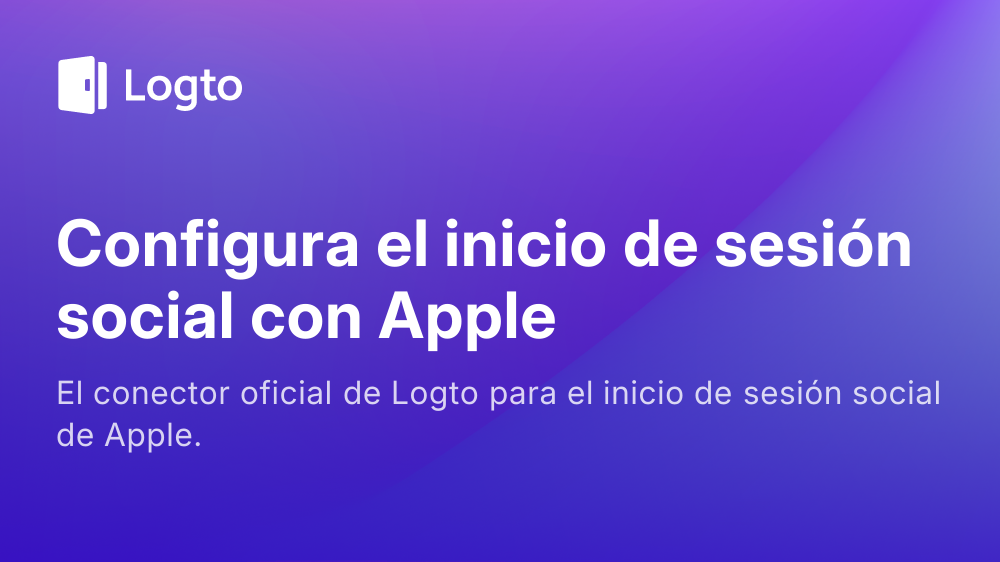 Logto
Configura el inicio de sesión
social con Apple
El conector oficial de Logto para el inicio de sesión social
de Apple.